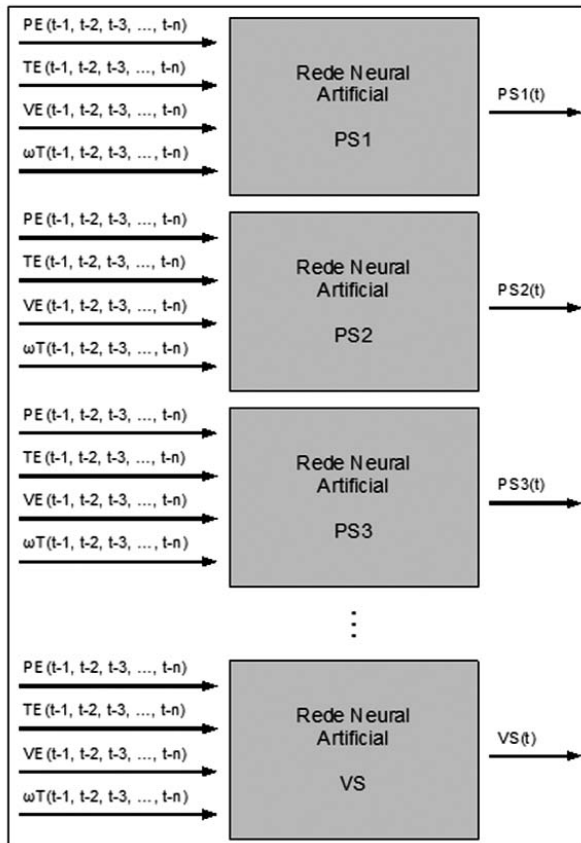 PE(t-1, t-2, t-3, ..., t-n)
TE(t-1, t-2, t-3, ..., t-n)
VE(t-1, t-2, t-3, ..., t-n)
ωT(t-1, t-2, t-3, ..., t-n)
Rede Neural
Artificial
PS1
PS1(t)
PE(t-1, t-2, t-3, ..., t-n)
TE(t-1, t-2, t-3, ..., t-n)
VE(t-1, t-2, t-3, ..., t-n)
ωT(t-1, t-2, t-3, ..., t-n)
Rede Neural
Artificial
PS2
PS2(t)
PE(t-1, t-2, t-3, ..., t-n)
TE(t-1, t-2, t-3, ..., t-n)
VE(t-1, t-2, t-3, ..., t-n)
ωT(t-1, t-2, t-3, ..., t-n)
Rede Neural
Artificial
PS3
PS3(t)
⋮
PE(t-1, t-2, t-3, ..., t-n)
TE(t-1, t-2, t-3, ..., t-n)
VE(t-1, t-2, t-3, ..., t-n)
ωT(t-1, t-2, t-3, ..., t-n)
Rede Neural
Artificial
VS
VS(t)